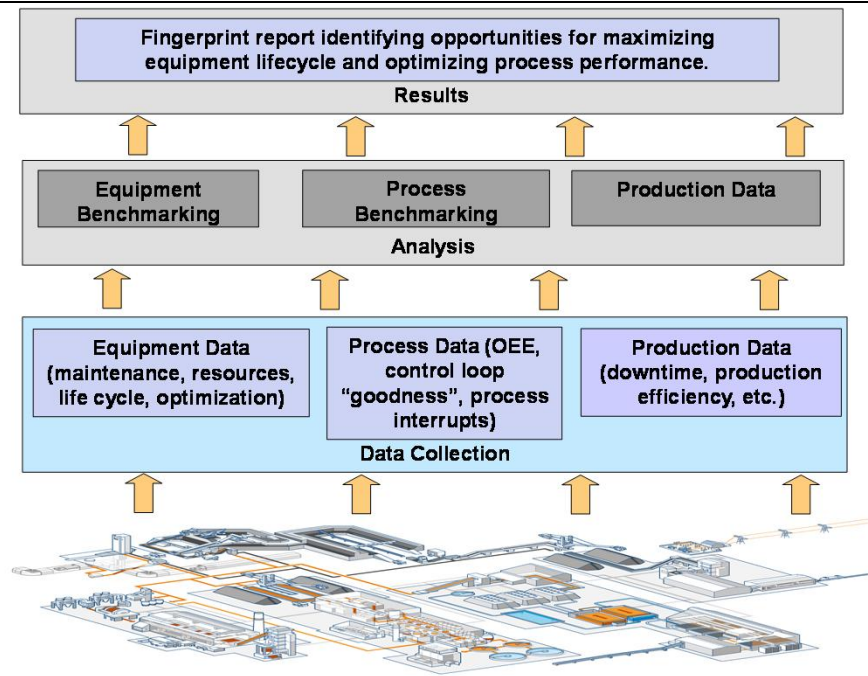 Fingerprint report identifying opportunities for maximizing
equipment lifecycle and optimizing process performance.
Results
Equipment
Benchmarking
Process
Benchmarking
Production Data
Analysis
Equipment Data
(maintenance, resources,
life cycle, optimization)
Process Data (OEE,
control loop
“goodness”, process
interrupts)
Production Data
(downtime, production
efficiency, etc.)
Data Collection